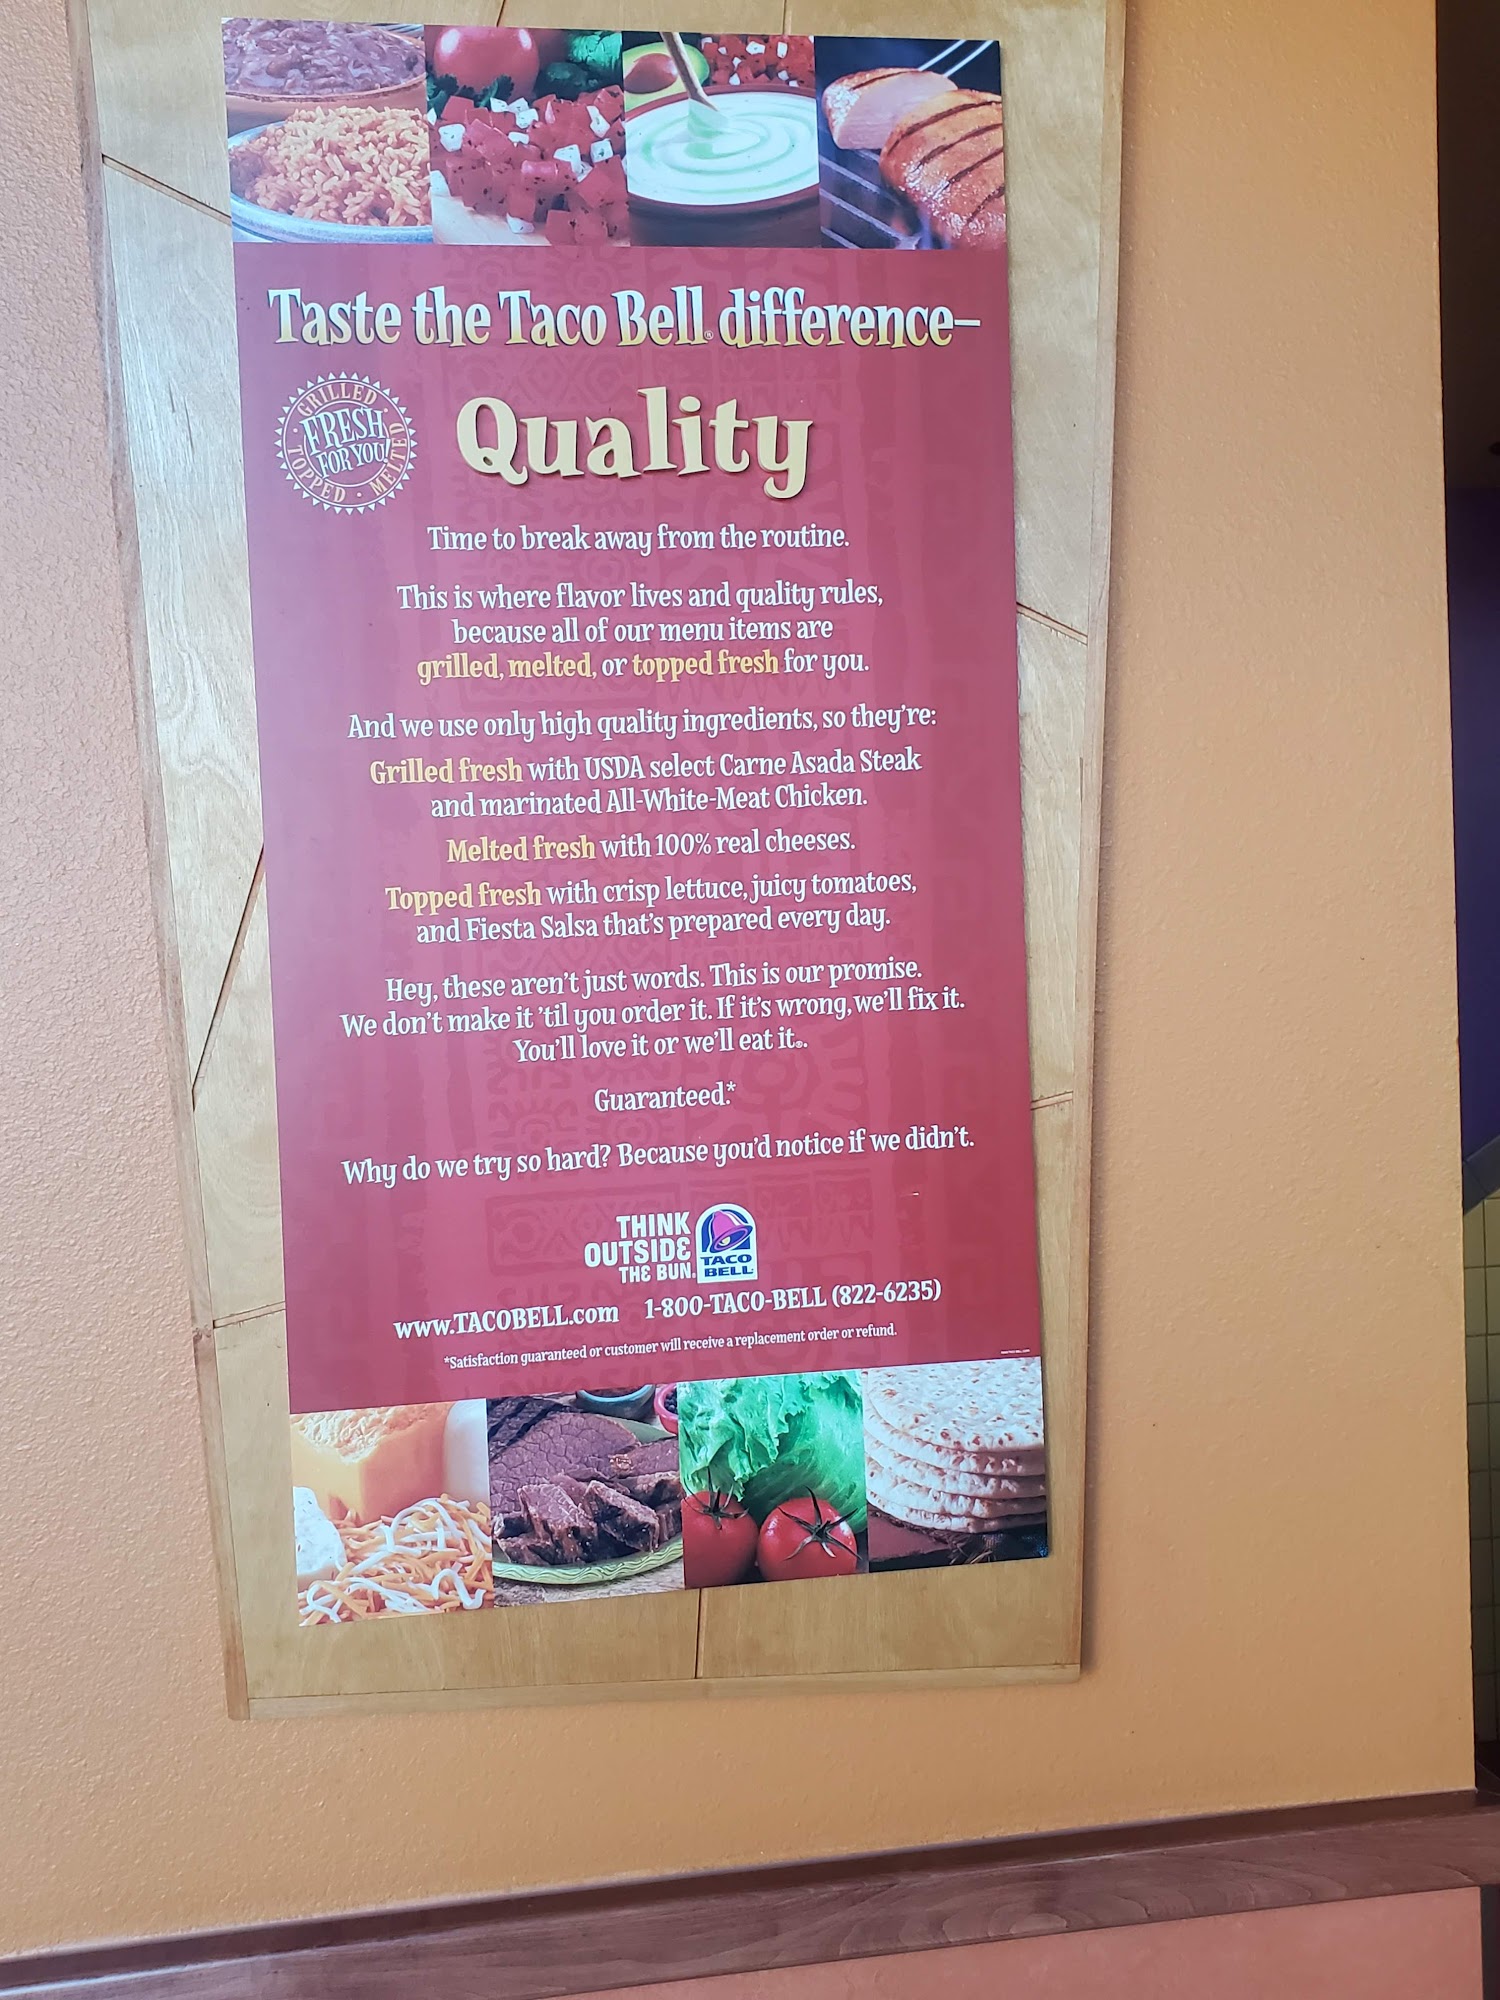 Taste the Taco Bell® difference–
GRILLED · TOPPED · MELTED ·
FRESH
FOR YOU!
Quality
Time to break away from the routine.
This is where flavor lives and quality rules,
because all of our menu items are
grilled, melted, or topped fresh for you.
And we use only high quality ingredients, so they're:
Grilled fresh with USDA select Carne Asada Steak
and marinated All-White-Meat Chicken.
Melted fresh with 100% real cheeses.
Topped fresh with crisp lettuce, juicy tomatoes,
and Fiesta Salsa that's prepared every day.
Hey, these aren't just words. This is our promise.
We don't make it 'til you order it. If it's wrong, we'll fix it.
You'll love it or we'll eat it®.
Guaranteed.*
Why do we try so hard? Because you'd notice if we didn't.
THINK
OUTSIDE
THE BUN.
TACO
BELL
www.TACOBELL.com 1-800-TACO-BELL (822-6235)
*Satisfaction guaranteed or customer will receive a replacement order or refund.